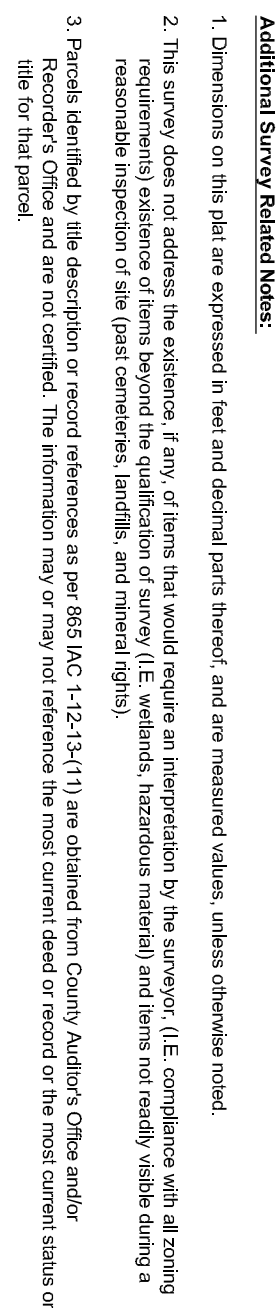 Additional Survey Related Notes:
1. Dimensions on this plat are expressed in feet and decimal parts thereof, and are measured values, unless otherwise noted.
2. This survey does not address the existence, if any, of items that would require an interpretation by the surveyor, (I.E. compliance with all zoning
requirements) existence of items beyond the qualification of survey (I.E. wetlands, hazardous material) and items not readily visible during a
reasonable inspection of site (past cemeteries, landfills, and mineral rights).
3. Parcels identified by title description or record references as per 865 IAC 1-12-13-(11) are obtained from County Auditor's Office and/or
Recorder's Office and are not certified. The information may or may not reference the most current deed or record or the most current status or
title for that parcel.